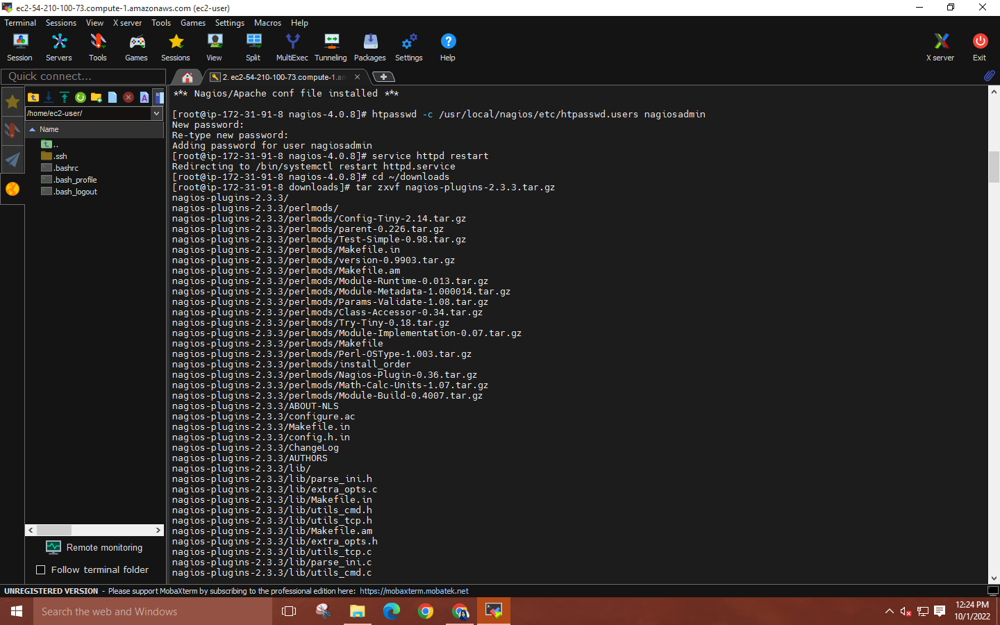 ec2-54-210-100-73.compute-1.amazonaws.com (ec2-user)
Terminal Sessions View X server Tools Games Settings Macros Help
Session Servers Tools Games Sessions View Split MultiExec Tunneling Packages Settings Help X server Exit
Quick connect...
2. ec2-54-210-100-73.compute-1.am
/home/ec2-user/
Name
..
.ssh
.bashrc
.bash_profile
.bash_logout
Remote monitoring
Follow terminal folder
*** Nagios/Apache conf file installed ***
[root@ip-172-31-91-8 nagios-4.0.8]# htpasswd -c /usr/local/nagios/etc/htpasswd.users nagiosadmin
New password:
Re-type new password:
Adding password for user nagiosadmin
[root@ip-172-31-91-8 nagios-4.0.8]# service httpd restart
Redirecting to /bin/systemctl restart httpd.service
[root@ip-172-31-91-8 nagios-4.0.8]# cd ~/downloads
[root@ip-172-31-91-8 downloads]# tar zxvf nagios-plugins-2.3.3.tar.gz
nagios-plugins-2.3.3/
nagios-plugins-2.3.3/perlmods/
nagios-plugins-2.3.3/perlmods/Config-Tiny-2.14.tar.gz
nagios-plugins-2.3.3/perlmods/parent-0.226.tar.gz
nagios-plugins-2.3.3/perlmods/Test-Simple-0.98.tar.gz
nagios-plugins-2.3.3/perlmods/Makefile.in
nagios-plugins-2.3.3/perlmods/version-0.9903.tar.gz
nagios-plugins-2.3.3/perlmods/Makefile.am
nagios-plugins-2.3.3/perlmods/Module-Runtime-0.013.tar.gz
nagios-plugins-2.3.3/perlmods/Module-Metadata-1.000014.tar.gz
nagios-plugins-2.3.3/perlmods/Params-Validate-1.08.tar.gz
nagios-plugins-2.3.3/perlmods/Class-Accessor-0.34.tar.gz
nagios-plugins-2.3.3/perlmods/Try-Tiny-0.18.tar.gz
nagios-plugins-2.3.3/perlmods/Module-Implementation-0.07.tar.gz
nagios-plugins-2.3.3/perlmods/Makefile
nagios-plugins-2.3.3/perlmods/Perl-OSType-1.003.tar.gz
nagios-plugins-2.3.3/perlmods/install_order
nagios-plugins-2.3.3/perlmods/Nagios-Plugin-0.36.tar.gz
nagios-plugins-2.3.3/perlmods/Math-Calc-Units-1.07.tar.gz
nagios-plugins-2.3.3/perlmods/Module-Build-0.4007.tar.gz
nagios-plugins-2.3.3/ABOUT-NLS
nagios-plugins-2.3.3/configure.ac
nagios-plugins-2.3.3/Makefile.in
nagios-plugins-2.3.3/config.h.in
nagios-plugins-2.3.3/ChangeLog
nagios-plugins-2.3.3/AUTHORS
nagios-plugins-2.3.3/lib/
nagios-plugins-2.3.3/lib/parse_ini.h
nagios-plugins-2.3.3/lib/extra_opts.c
nagios-plugins-2.3.3/lib/Makefile.in
nagios-plugins-2.3.3/lib/utils_cmd.h
nagios-plugins-2.3.3/lib/utils_tcp.h
nagios-plugins-2.3.3/lib/Makefile.am
nagios-plugins-2.3.3/lib/extra_opts.h
nagios-plugins-2.3.3/lib/utils_tcp.c
nagios-plugins-2.3.3/lib/parse_ini.c
nagios-plugins-2.3.3/lib/utils_cmd.c
UNREGISTERED VERSION - Please support MobaXterm by subscribing to the professional edition here: https://mobaxterm.mobatek.net
Search the web and Windows
12:24 PM
10/1/2022